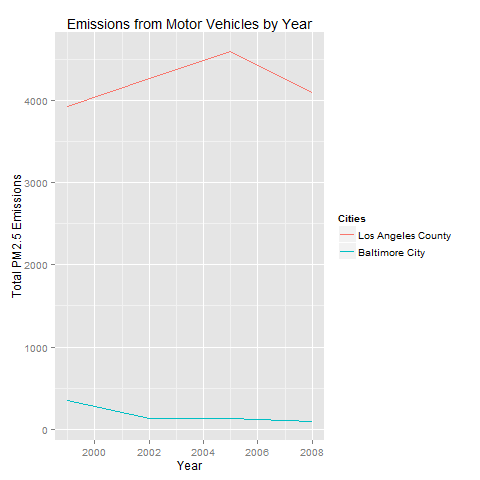 Emissions from Motor Vehicles by Year
Total PM2.5 Emissions
4000
3000
2000
1000
0
2000 2002 2004 2006 2008
Year
Cities
Los Angeles County
Baltimore City